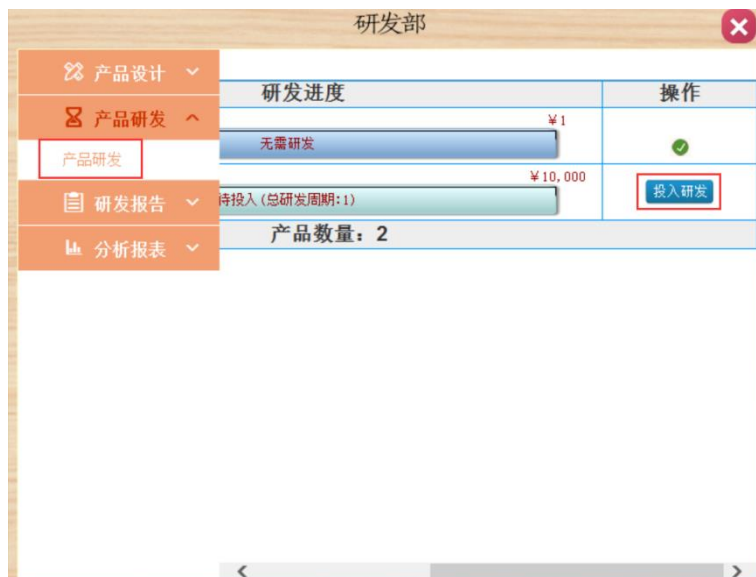 研发部
产品设计
产品研发
产品研发
研发报告
分析报表
研发进度 操作
¥1
无需研发
¥10,000
待投入(总研发周期:1) 投入研发
产品数量：2